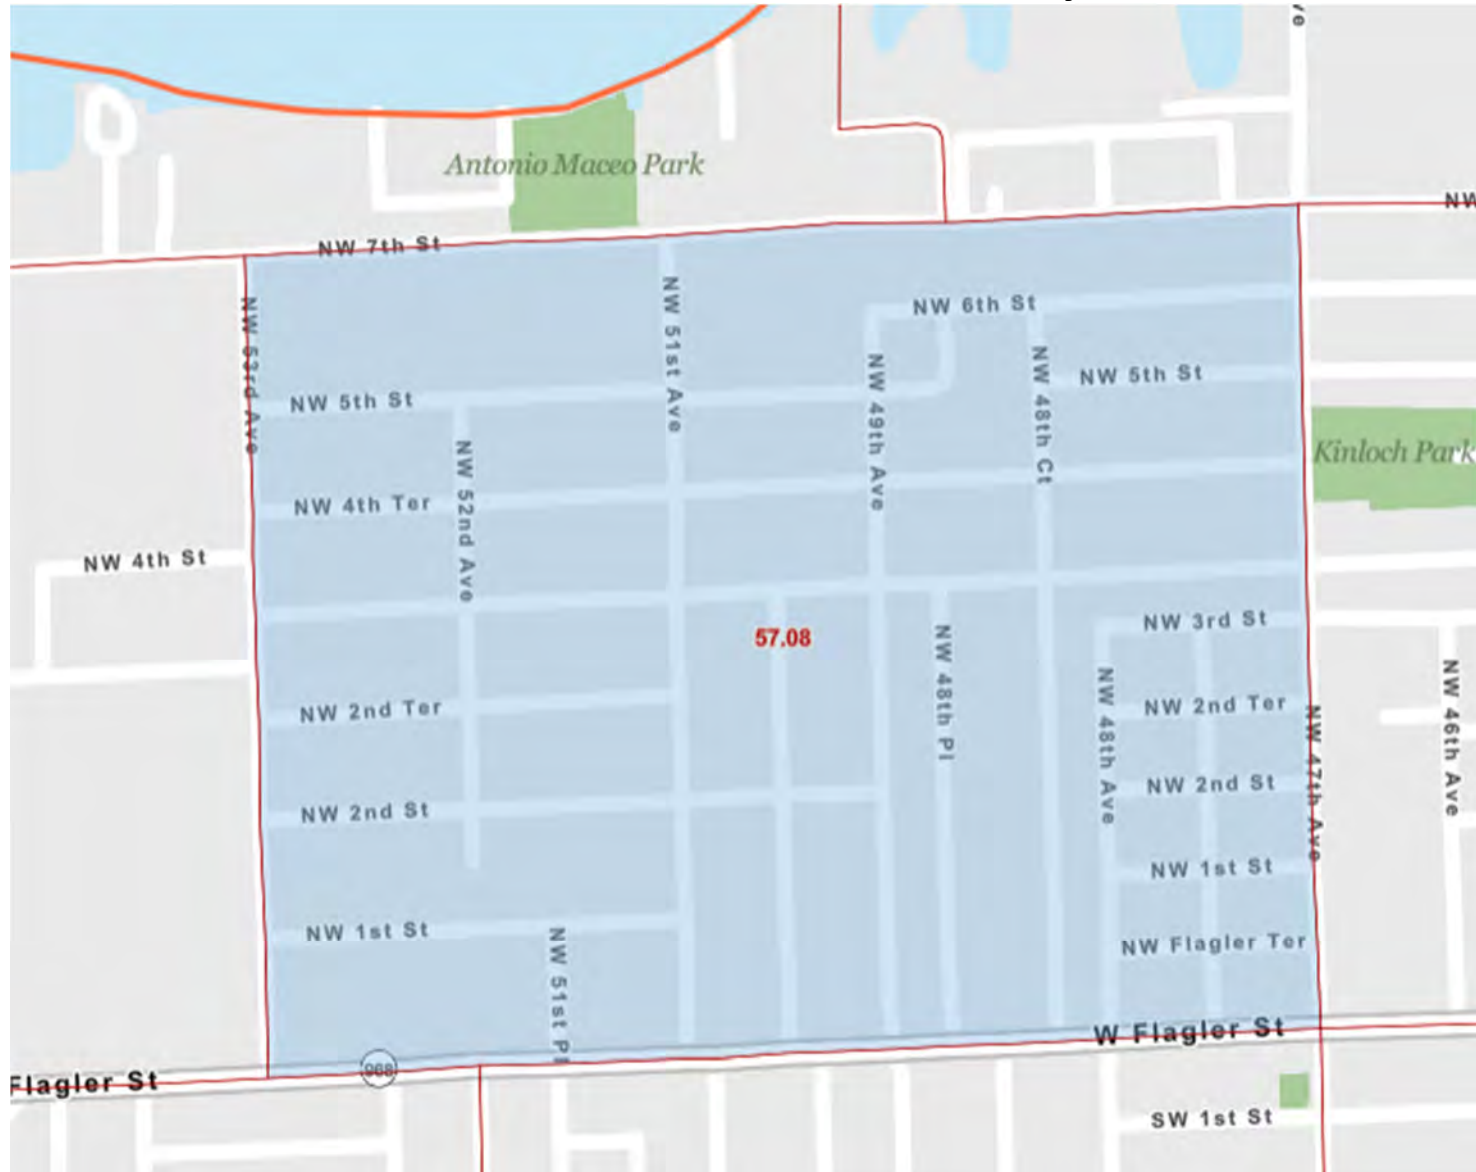 ve
Antonio Maceo Park
NW
NW 7th St
NW 53rd Ave
NW 51st Ave
NW 6th St
NW 49th Ave
NW 48th Ct
NW 5th St
NW 5th St
NW 52nd Ave
Kinloch Park
NW 4th Ter
NW 4th St
57.08
NW 3rd St
NW 48th Pl
NW 48th Ave
NW 46th Ave
NW 2nd Ter
NW 2nd Ter
NW 47th Ave
NW 2nd St
NW 2nd St
NW 1st St
NW 1st St
NW 51st Pl
NW Flagler Ter
W Flagler St
968
Flagler St
SW 1st St